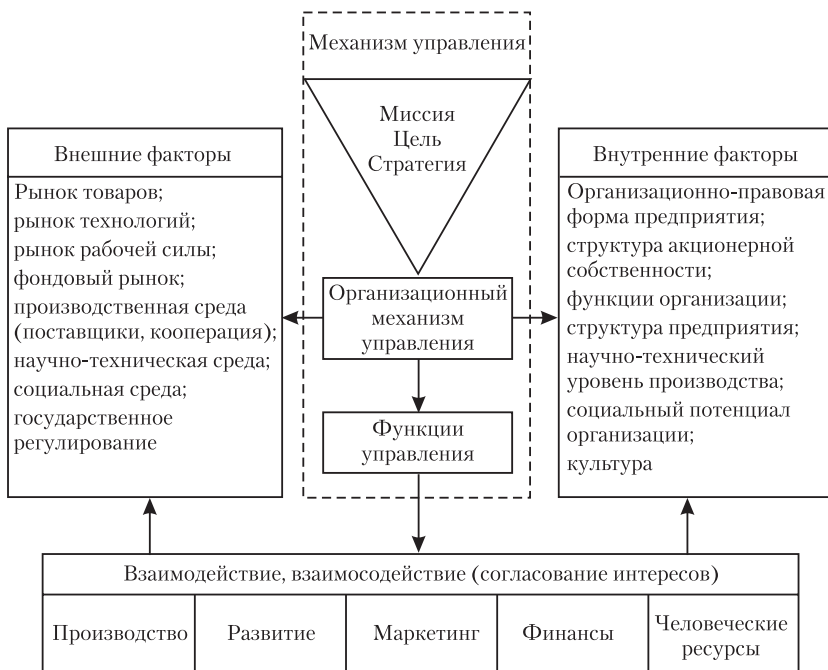 Механизм управления
Миссия
Цель
Стратегия
Внешние факторы
Рынок товаров;
рынок технологий;
рынок рабочей силы;
фондовый рынок;
производственная среда
(поставщики, кооперация);
научно-техническая среда;
социальная среда;
государственное
регулирование
Организационный
механизм
управления
Функции
управления
Внутренние факторы
Организационно-правовая
форма предприятия;
структура акционерной
собственности;
функции организации;
структура предприятия;
научно-технический
уровень производства;
социальный потенциал
организации;
культура
Взаимодействие, взаимосодействие (согласование интересов)
Производство
Развитие
Маркетинг
Финансы
Человеческие
ресурсы